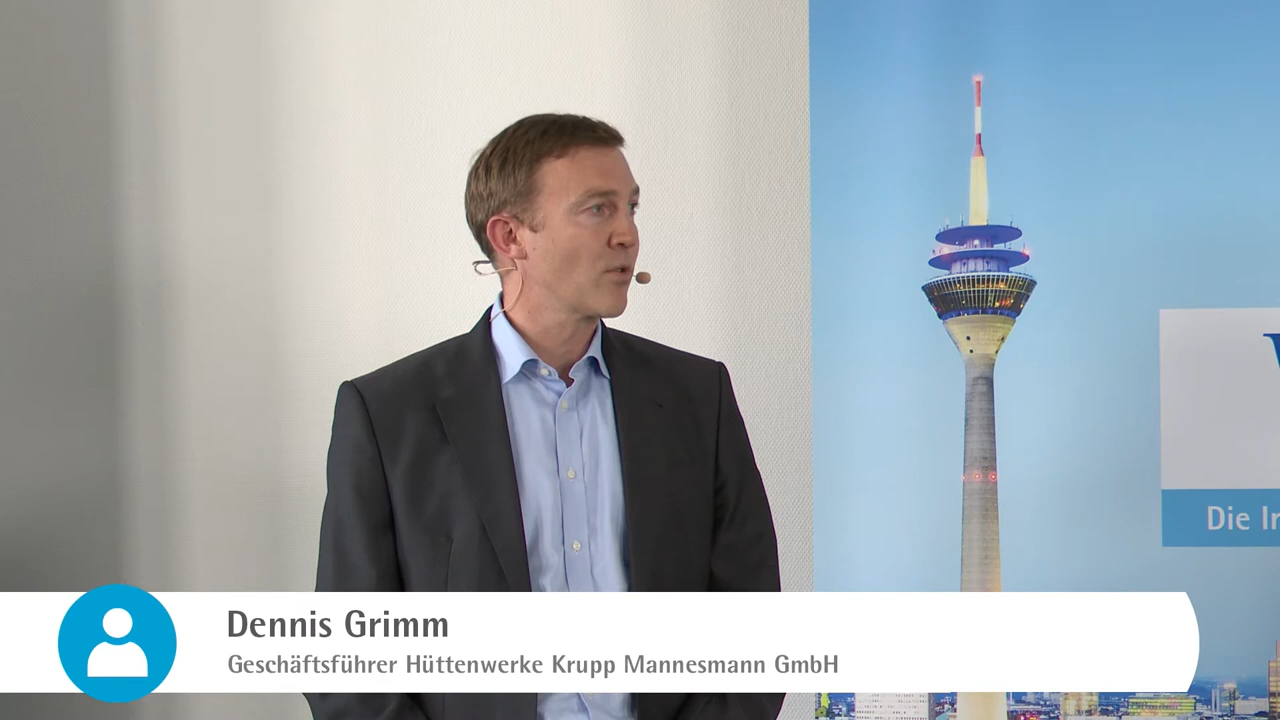 Die
Dennis Grimm
Geschäftsführer Hüttenwerke Krupp Mannesmann GmbH